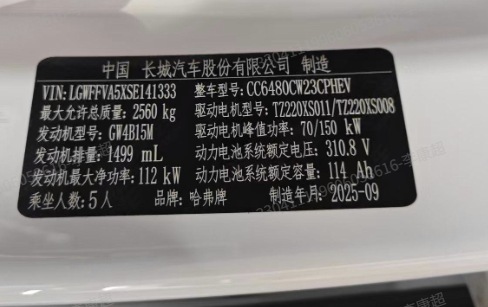 中国 长城汽车股份有限公司 制造
VIN:LGWFFVA5XSE141333 整车型号:CC6480CW23CPHEV
最大允许总质量:2560 kg 驱动电机型号:TZ220XS011/TZ220XS008
发动机型号:GW4B15M 驱动电机峰值功率:70/150 kW
发动机排量:1499 mL 动力电池系统额定电压:310.8 V
发动机最大净功率:112 kW 动力电池系统额定容量:114 Ah
乘坐人数:5人 品牌:哈弗牌 制造年月:2025-09